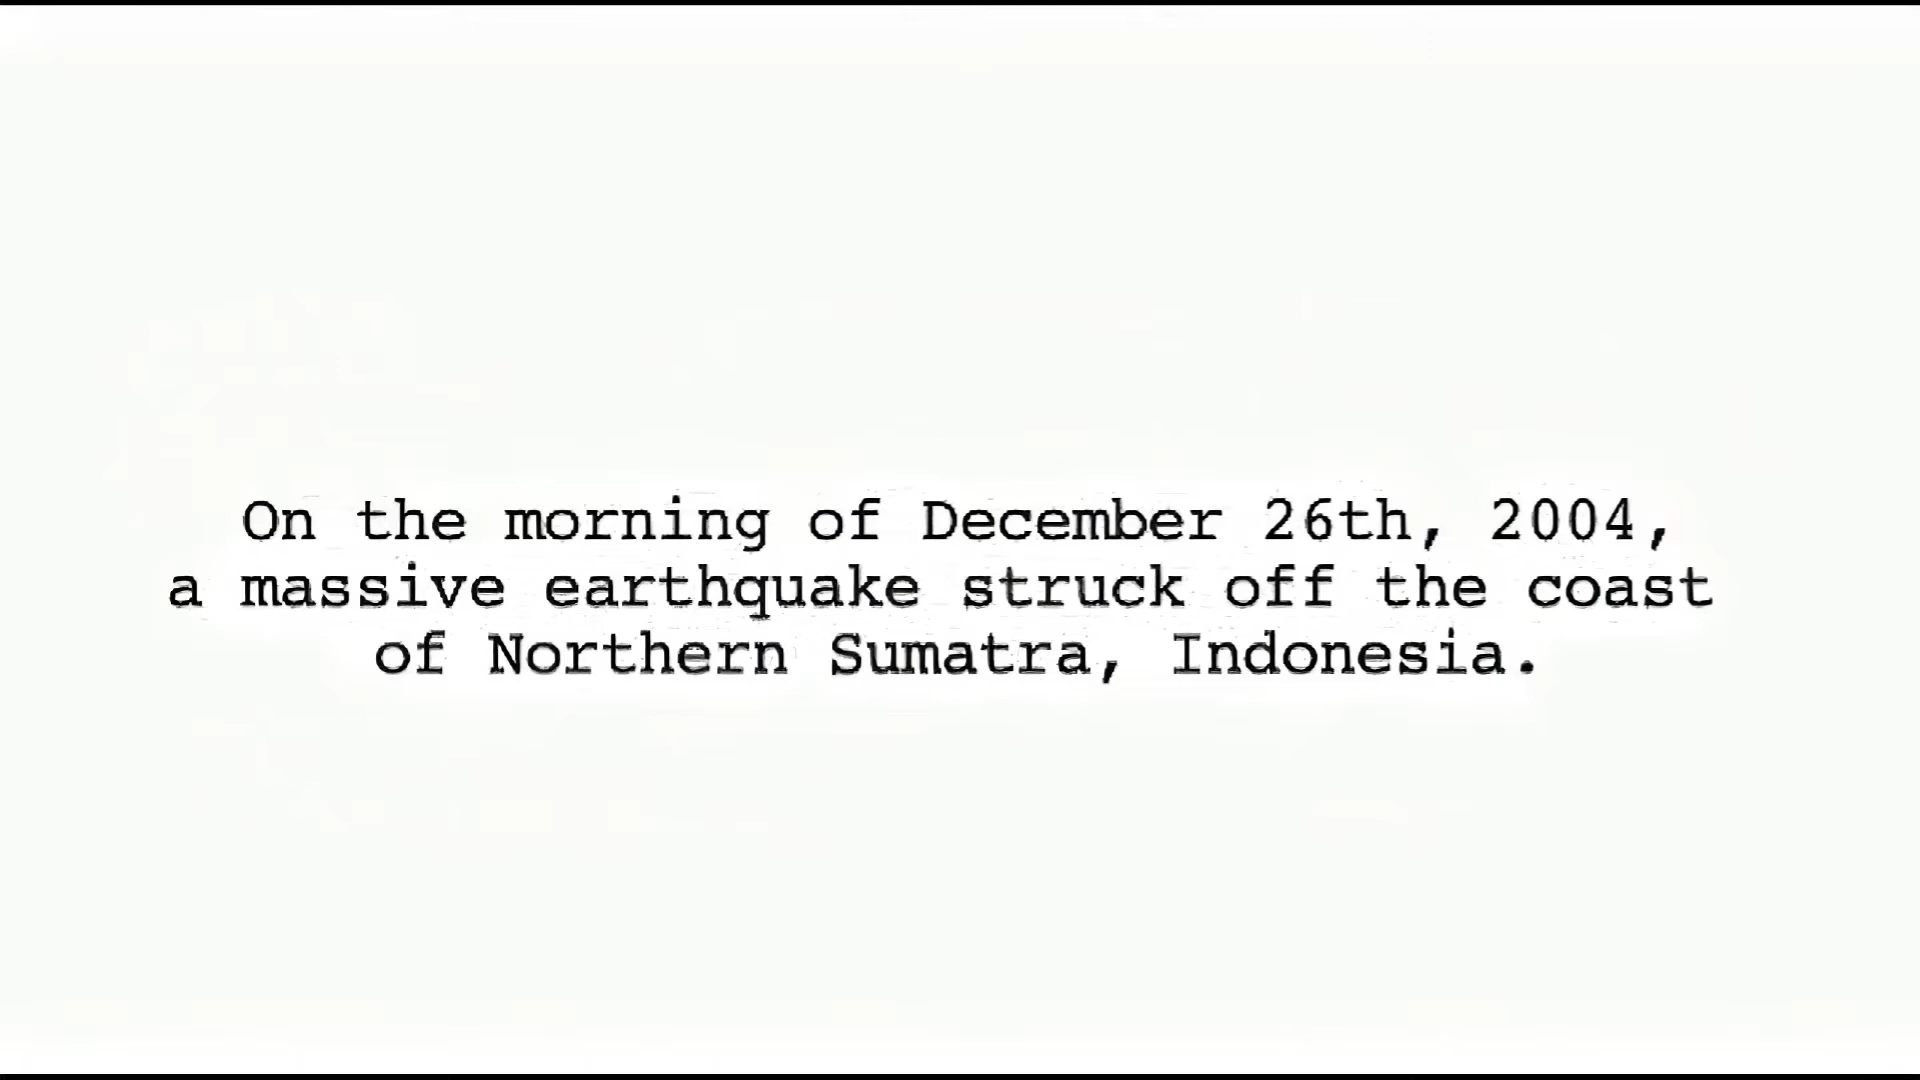 On the morning of December 26th, 2004,
a massive earthquake struck off the coast
of Northern Sumatra, Indonesia.